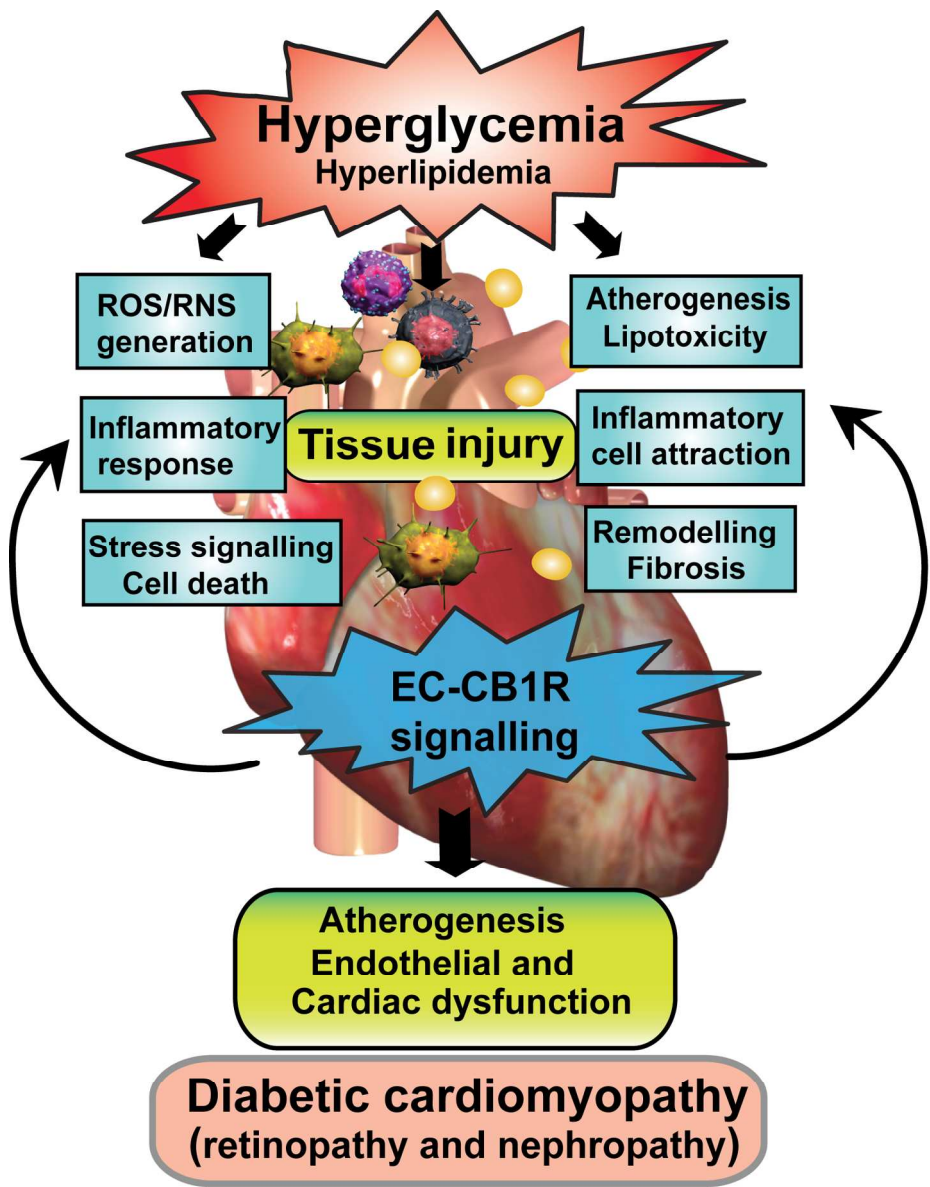 Hyperglycemia
Hyperlipidemia
ROS/RNS
generation
Atherogenesis
Lipotoxicity
Inflammatory
response
Tissue injury
Inflammatory
cell attraction
Stress signalling
Cell death
Remodelling
Fibrosis
EC-CB1R
signalling
Atherogenesis
Endothelial and
Cardiac dysfunction
Diabetic cardiomyopathy
(retinopathy and nephropathy)